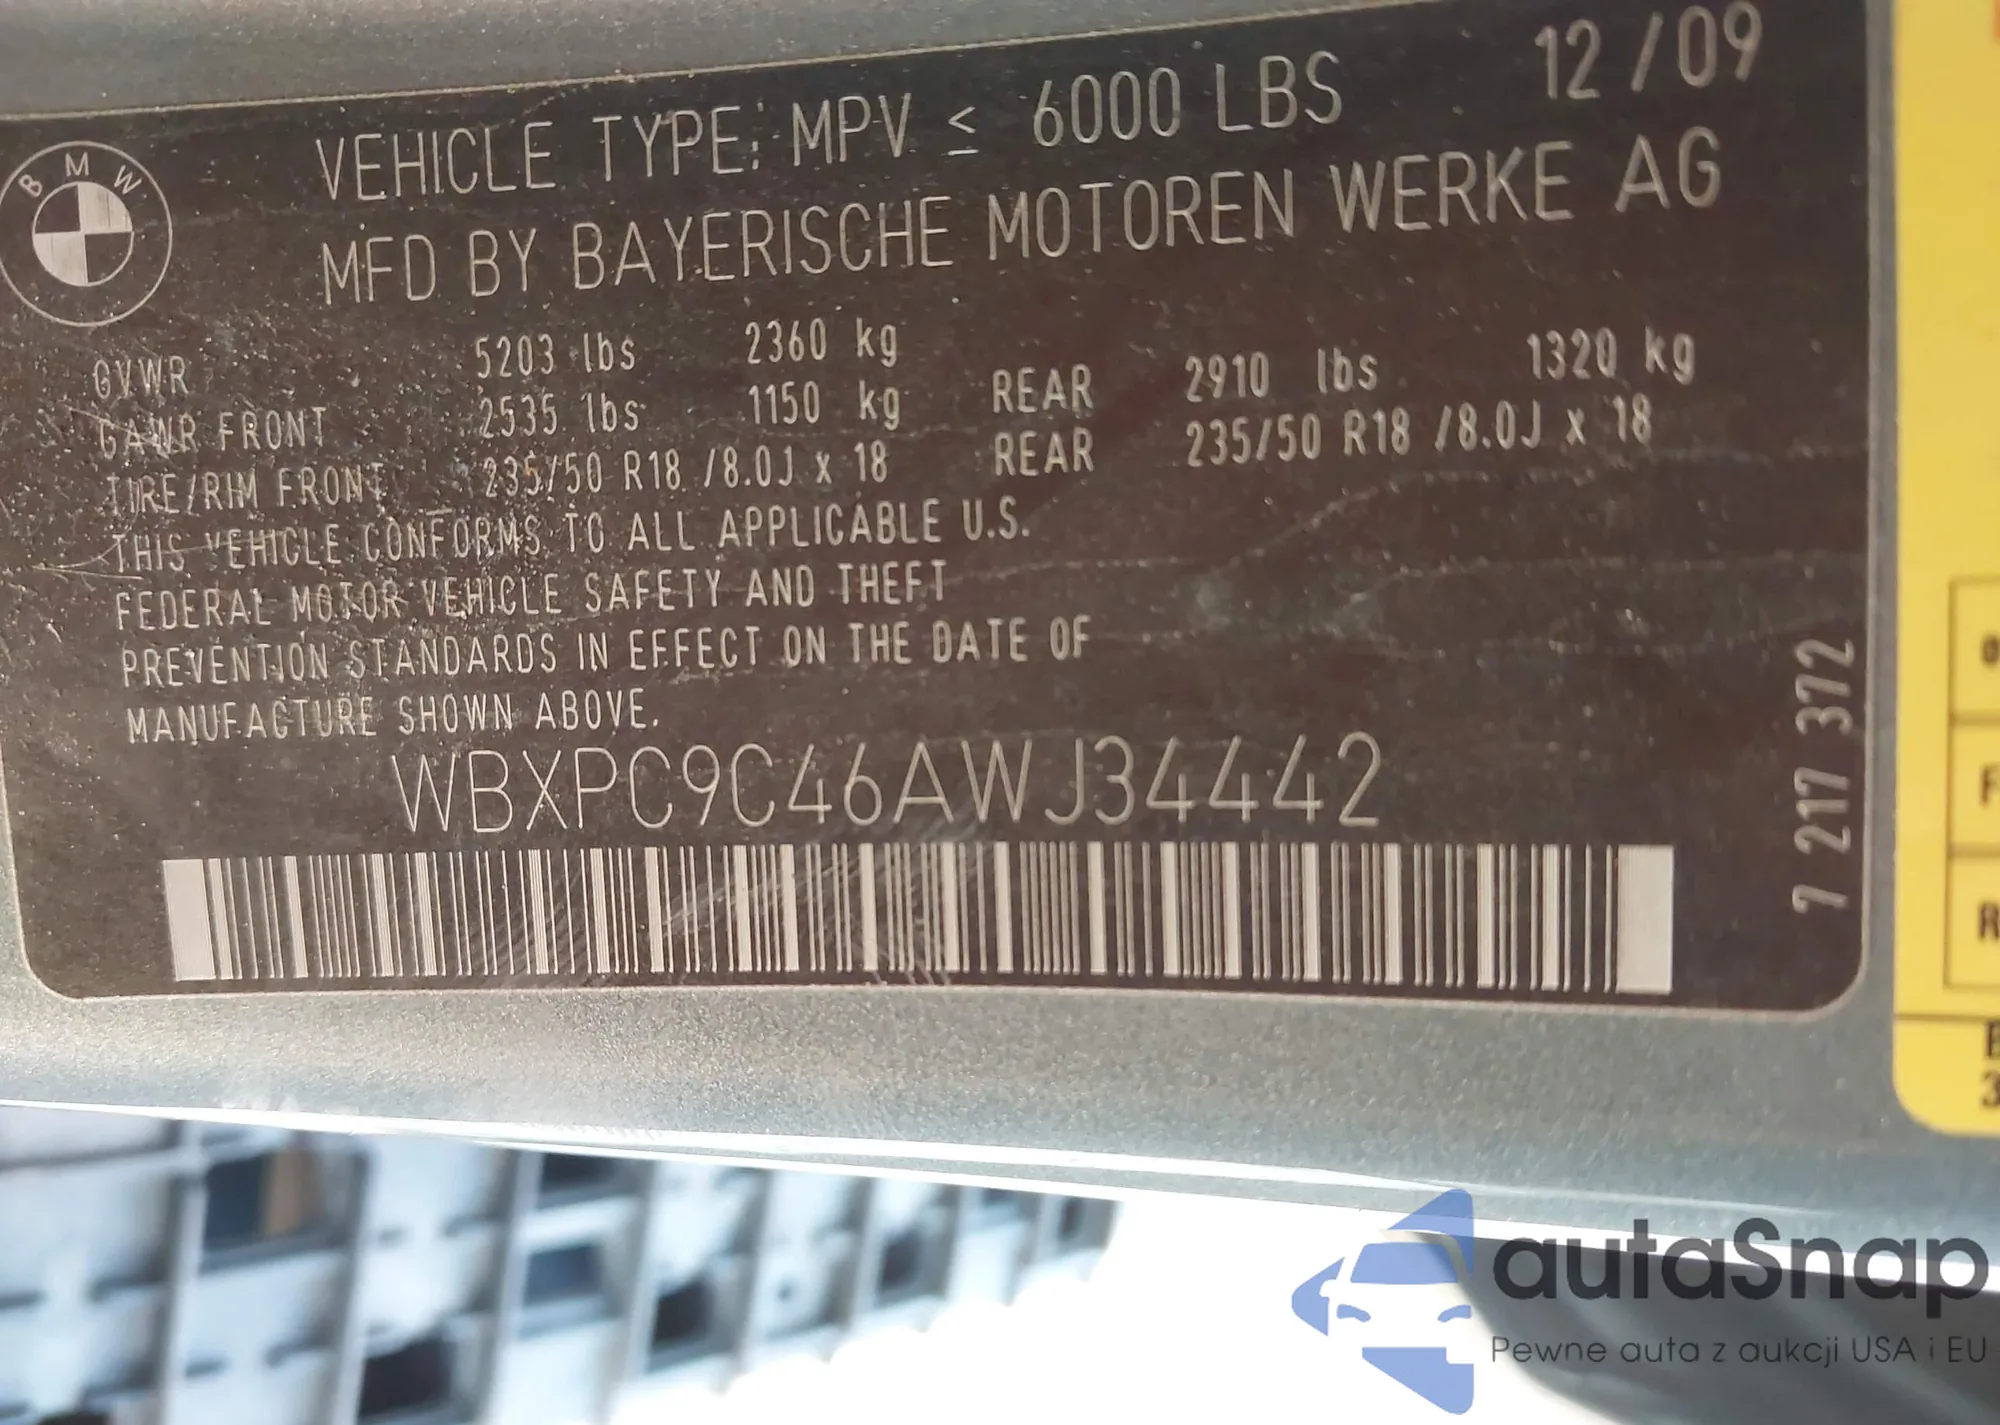 12/09
VEHICLE TYPE: MPV ≤ 6000 LBS
MFD BY BAYERISCHE MOTOREN WERKE AG
BMW
GVWR 5203 lbs 2360 kg
GAWR FRONT 2535 lbs 1150 kg REAR 2910 lbs 1320 kg
TIRE/RIM FRONT 235/50 R18 /8.0J x 18 REAR 235/50 R18 /8.0J x 18
THIS VEHICLE CONFORMS TO ALL APPLICABLE U.S.
FEDERAL MOTOR VEHICLE SAFETY AND THEFT
PREVENTION STANDARDS IN EFFECT ON THE DATE OF
MANUFACTURE SHOWN ABOVE.
WBXPC9C46AWJ34442
7 217 372
F
R
3
autaSnap
Pewne auta z aukcji USA i EU